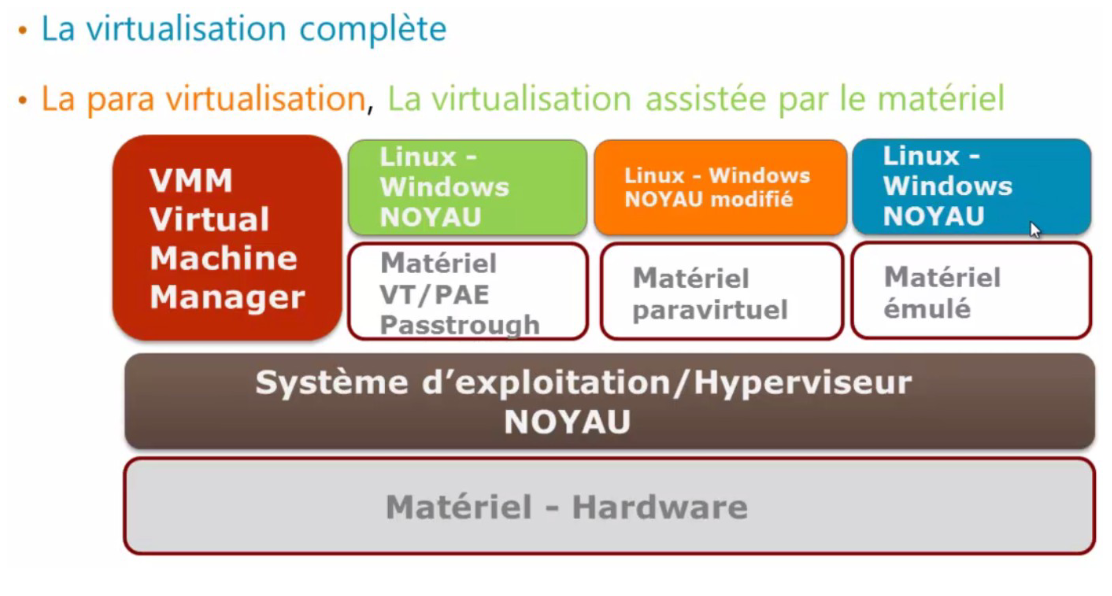 • La virtualisation complète
• La para virtualisation, La virtualisation assistée par le matériel
VMM
Virtual
Machine
Manager
Linux -
Windows
NOYAU
Linux - Windows
NOYAU modifié
Linux -
Windows
NOYAU
Matériel
VT/PAE
Passtrough
Matériel
paravirtuel
Matériel
émulé
Système d’exploitation/Hyperviseur
NOYAU
Matériel - Hardware